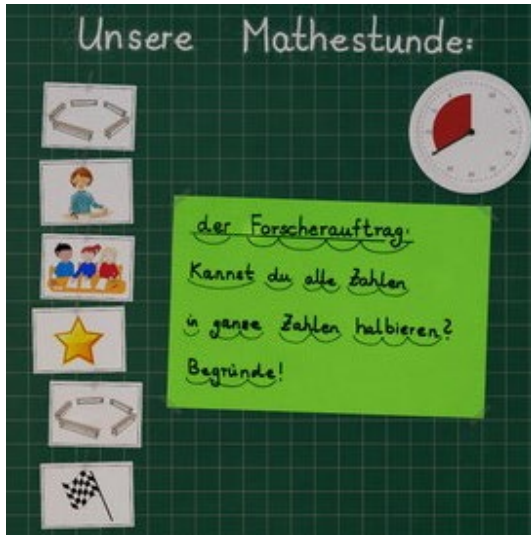 Unsere Mathestunde:
der Forscherauftrag:
Kannst du alle Zahlen
in ganze Zahlen halbieren?
Begründe!